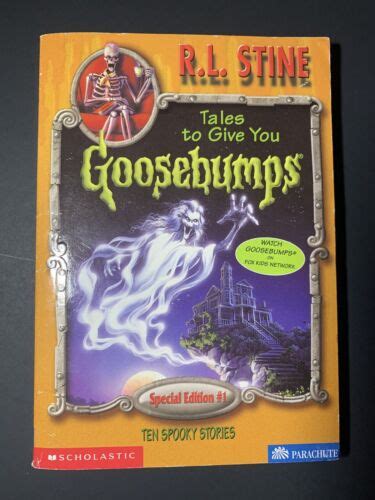 R.L. STINE
Tales
to Give You
Goosebumps
WATCH
GOOSEBUMPS®
ON
FOX KIDS NETWORK
Special Edition #1
TEN SPOOKY STORIES
SCHOLASTIC
PARACHUTE